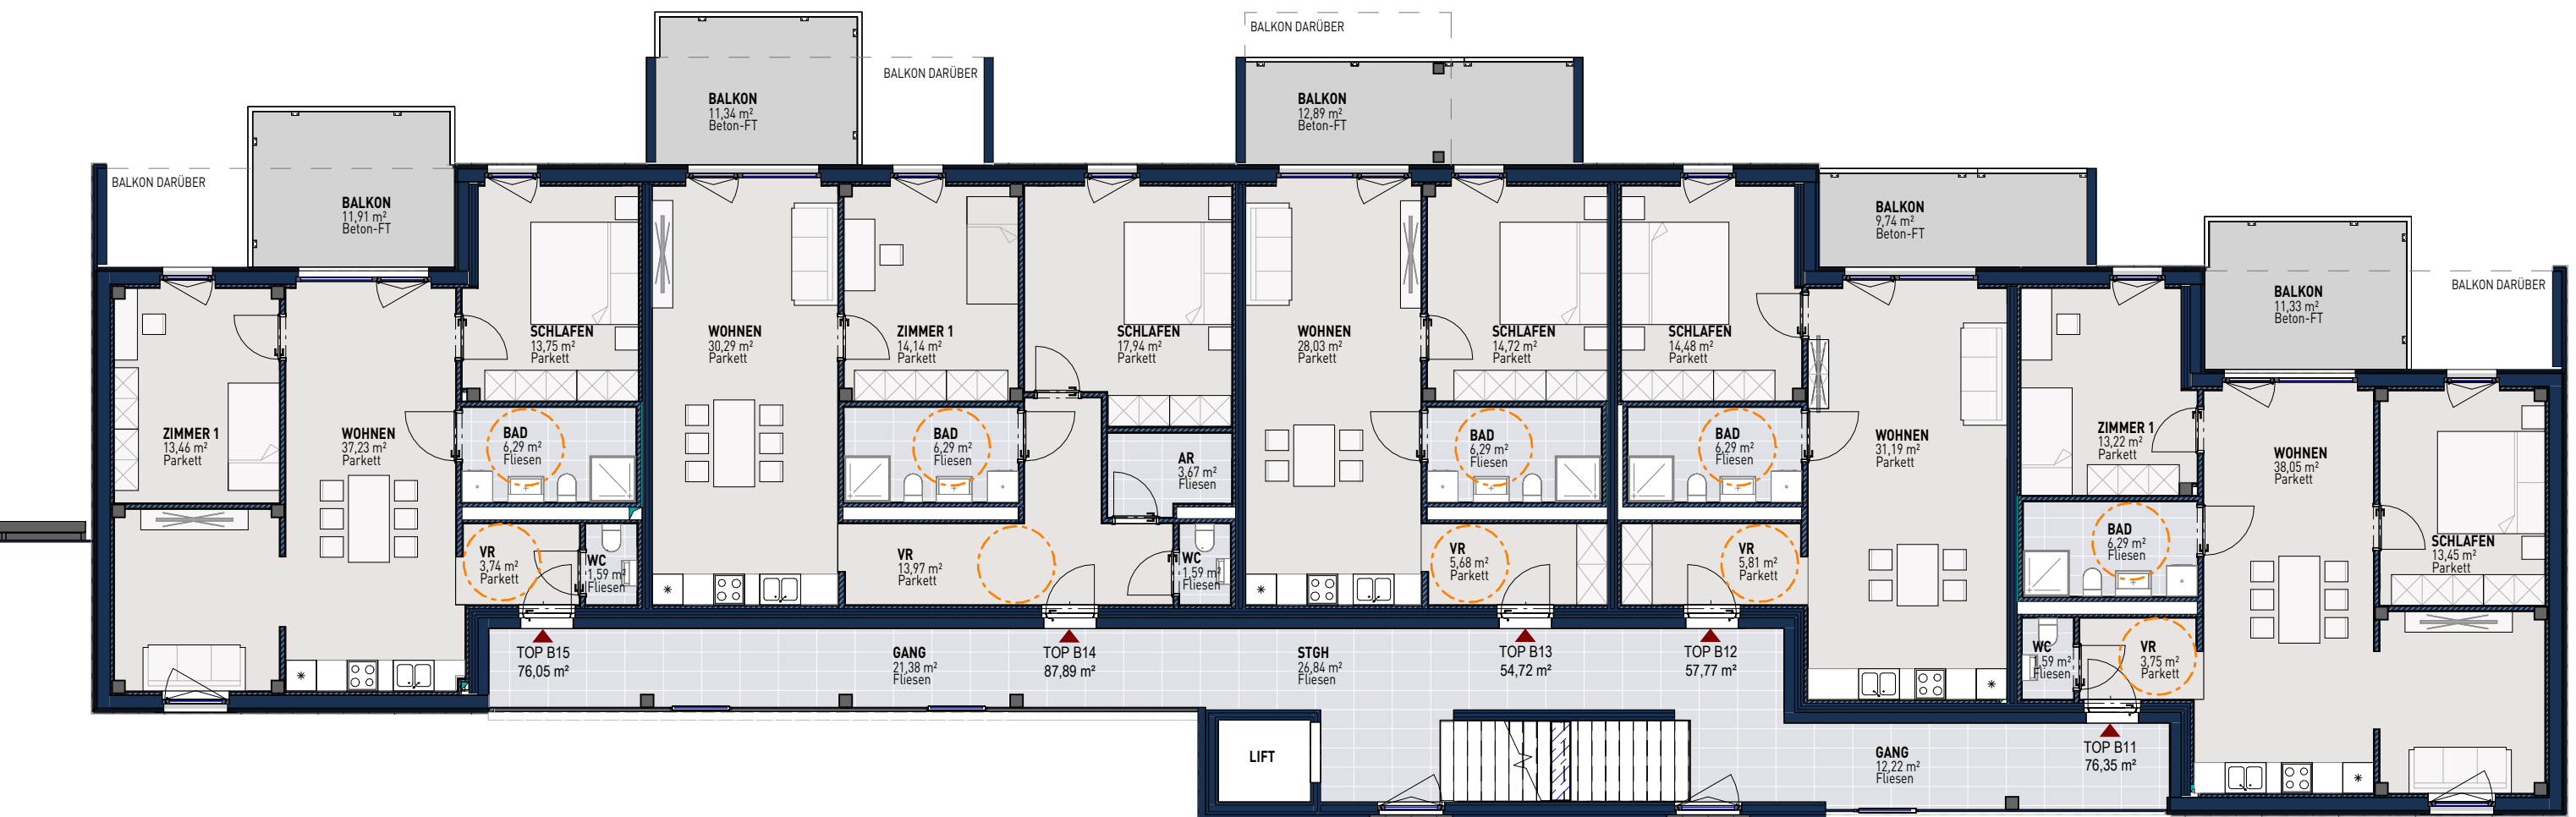 BALKON DARÜBER
BALKON DARÜBER
BALKON
11,34 m²
Beton-FT
BALKON
12,89 m²
Beton-FT
BALKON DARÜBER
BALKON
11,91 m²
Beton-FT
BALKON
9,74 m²
Beton-FT
BALKON
11,33 m²
Beton-FT
BALKON DARÜBER
SCHLAFEN
13,75 m²
Parkett
WOHNEN
30,29 m²
Parkett
ZIMMER 1
14,14 m²
Parkett
SCHLAFEN
17,94 m²
Parkett
WOHNEN
28,03 m²
Parkett
SCHLAFEN
14,72 m²
Parkett
SCHLAFEN
14,48 m²
Parkett
ZIMMER 1
13,46 m²
Parkett
WOHNEN
37,23 m²
Parkett
BAD
6,29 m²
Fliesen
BAD
6,29 m²
Fliesen
AR
3,67 m²
Fliesen
BAD
6,29 m²
Fliesen
BAD
6,29 m²
Fliesen
WOHNEN
31,19 m²
Parkett
ZIMMER 1
13,22 m²
Parkett
WOHNEN
38,05 m²
Parkett
VR
3,74 m²
Parkett
WC
1,59 m²
Fliesen
VR
13,97 m²
Parkett
WC
1,59 m²
Fliesen
VR
5,68 m²
Parkett
VR
5,81 m²
Parkett
BAD
6,29 m²
Fliesen
SCHLAFEN
13,45 m²
Parkett
TOP B15
76,05 m²
GANG
21,38 m²
Fliesen
TOP B14
87,89 m²
STGH
26,84 m²
Fliesen
TOP B13
54,72 m²
TOP B12
57,77 m²
WC
1,59 m²
Fliesen
VR
3,75 m²
Parkett
LIFT
GANG
12,22 m²
Fliesen
TOP B11
76,35 m²